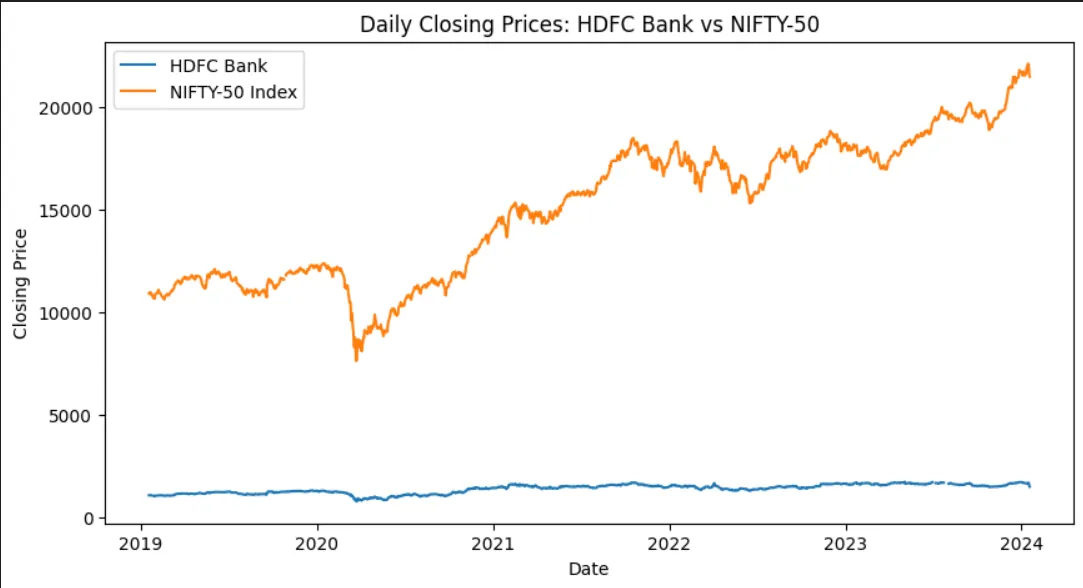 Daily Closing Prices: HDFC Bank vs NIFTY-50
HDFC Bank
NIFTY-50 Index
20000
15000
10000
5000
0
Closing Price
2019
2020
2021
2022
2023
2024
Date